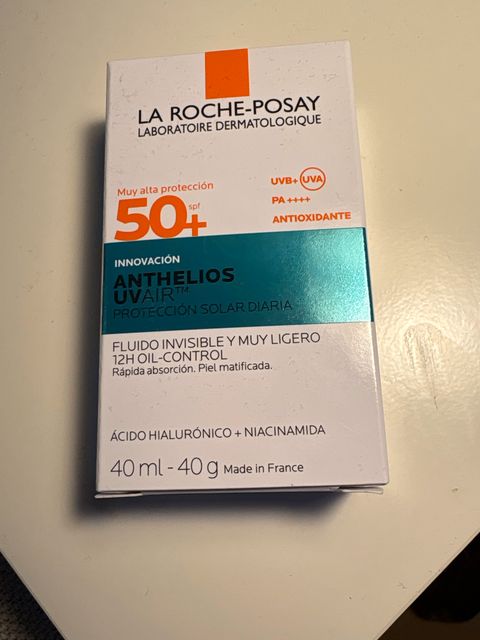 LA ROCHE-POSAY
LABORATOIRE DERMATOLOGIQUE
Muy alta protección
50+ spf
UVB+ UVA
PA ++++
ANTIOXIDANTE
INNOVACIÓN
ANTHELIOS
UVAIR™
PROTECCIÓN SOLAR DIARIA
FLUIDO INVISIBLE Y MUY LIGERO
12H OIL-CONTROL
Rápida absorción. Piel matificada.
ÁCIDO HIALURÓNICO + NIACINAMIDA
40 ml - 40 g Made in France